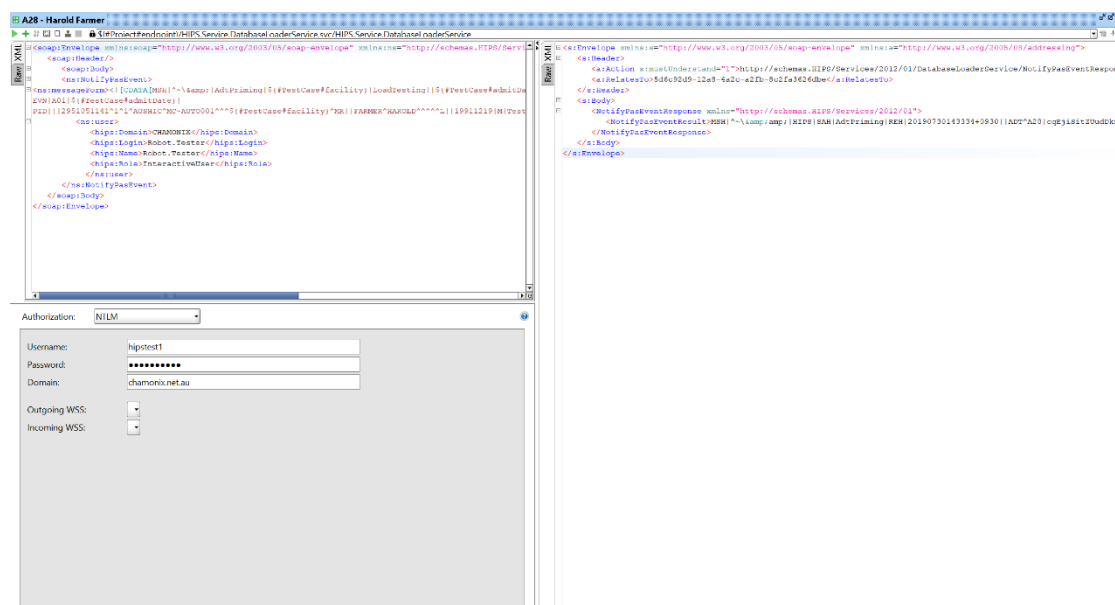 A28 - Harold Farmer
${#Project#endpoint}/HIPS.Service.DatabaseLoaderService.svc/HIPS.Service.DatabaseLoaderService
XML
Raw
<soap:Envelope xmlns:soap="http://www.w3.org/2003/05/soap-envelope" xmlns:ns="http://schemas.HIPS/Servi
<soap:Header/>
<soap:Body>
<ns:NotifyPasEvent>
<ns:messageForm><![CDATA[MSH|^~\&amp;|AdtPriming|${#TestCase#facility}|LoadTesting||${#TestCase#admitDa
EVN|A01|${#TestCase#admitDate}|
PID|||2951051141^1^1^AUSHIC^MC~AUTO001^^^${#TestCase#facility}^MR||FARMER^HAROLD^^^^^L||19911219|M|Test
<ns:user>
<hips:Domain>CHAMONIX</hips:Domain>
<hips:Login>Robot.Tester</hips:Login>
<hips:Name>Robot.Tester</hips:Name>
<hips:Role>InteractiveUser</hips:Role>
</ns:user>
</ns:NotifyPasEvent>
</soap:Body>
</soap:Envelope>
Authorization: NTLM
Username: hipstest1
Password: ●●●●●●●●●●
Domain: chamonix.net.au
Outgoing WSS:
Incoming WSS:
XML
Raw
<s:Envelope xmlns:s="http://www.w3.org/2003/05/soap-envelope" xmlns:a="http://www.w3.org/2005/08/addressing">
<s:Header>
<a:Action s:mustUnderstand="1">http://schemas.HIPS/Services/2012/01/DatabaseLoaderService/NotifyPasEventRespo
<a:RelatesTo> </a:RelatesTo>
</s:Header>
<s:Body>
<NotifyPasEventResponse xmlns="http://schemas.HIPS/Services/2012/01">
<NotifyPasEventResult>MSH|^~\&amp;amp;|HIPS|SAH|AdtPriming|REH|20190730143334+0930||ADT^A28
</NotifyPasEventResponse>
</s:Body>
</s:Envelope>